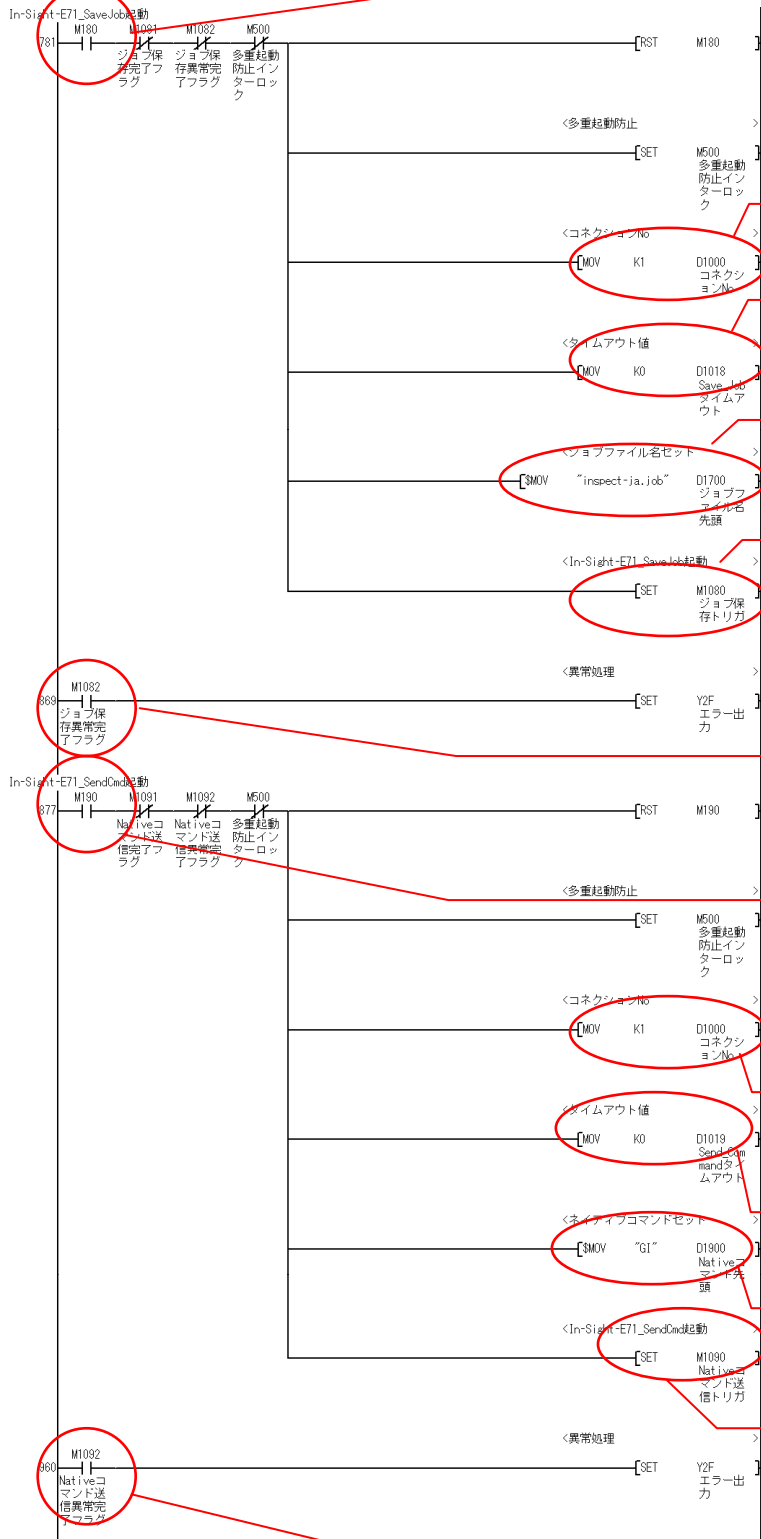 In-Sight-E71_SaveJob起動
M180 M1081 M1082 M500
781
ジョブ保存完了フラグ
ジョブ保存異常完了フラグ
多重起動防止インターロック
[RST M180 ]
<多重起動防止 >
[SET M500 ]
多重起動
防止イン
ターロッ
ク
<コネクションNo >
[MOV K1 D1000 ]
コネクシ
ョンNo
<タイムアウト値 >
[MOV K0 D1018 ]
Save_Job
タイムア
ウト
<ジョブファイル名セット >
[$MOV "inspect-ja.job" D1700 ]
ジョブフ
ァイル名
先頭
<In-Sight-E71_SaveJob起動 >
[SET M1080 ]
ジョブ保
存トリガ
<異常処理 >
M1082
869
[SET Y2F ]
ジョブ保
存異常完
了フラグ
エラー出
力
In-Sight-E71_SendCmd起動
M190 M1091 M1092 M500
877
Nativeコマンド送信完了フラグ
Nativeコマンド送信異常完了フラグ
多重起動防止インターロック
[RST M190 ]
<多重起動防止 >
[SET M500 ]
多重起動
防止イン
ターロッ
ク
<コネクションNo >
[MOV K1 D1000 ]
コネクシ
ョンNo
<タイムアウト値 >
[MOV K0 D1019 ]
Send_Com
mandタイ
ムアウト
<ネイティブコマンドセット >
[$MOV "GI" D1900 ]
Nativeコ
マンド先
頭
<In-Sight-E71_SendCmd起動 >
[SET M1090 ]
Nativeコ
マンド送
信トリガ
<異常処理 >
M1092
960
[SET Y2F ]
Nativeコ
マンド送
信異常完
了フラグ
エラー出
力